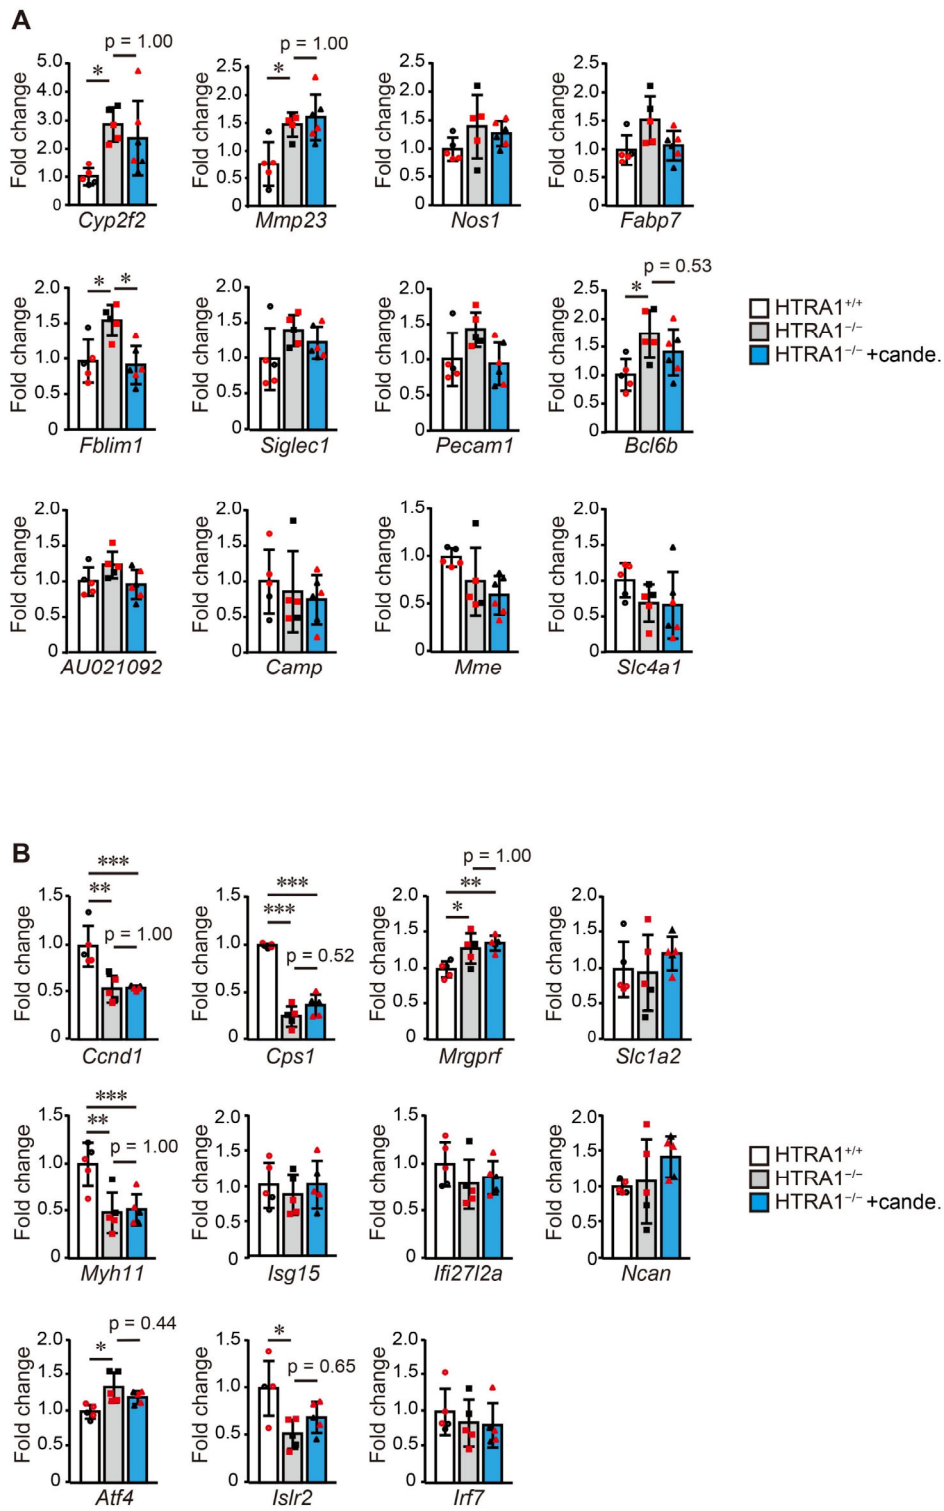 A
p = 1.00
p = 1.00
Fold change
5.0
4.0
3.0
2.0
1.0
0
*
Cyp2f2
Fold change
2.5
2.0
1.5
1.0
0.5
0
*
Mmp23
Fold change
2.5
2.0
1.5
1.0
0.5
0
Nos1
Fold change
2.5
2.0
1.5
1.0
0.5
0
Fabp7
Fold change
2.0
1.5
1.0
0.5
0
* *
Fblim1
Fold change
2.0
1.5
1.0
0.5
0
Siglec1
Fold change
2.0
1.5
1.0
0.5
0
Pecam1
p = 0.53
Fold change
2.5
2.0
1.5
1.0
0.5
0
*
Bcl6b
HTRA1+/+
HTRA1−/−
HTRA1−/− +cande.
Fold change
2.0
1.5
1.0
0.5
0
AU021092
Fold change
2.0
1.5
1.0
0.5
0
Camp
Fold change
1.5
1.0
0.5
0
Mme
Fold change
2.0
1.5
1.0
0.5
0
Slc4a1
B
***
**
p = 1.00
Fold change
1.5
1.0
0.5
0
Ccnd1
***
***
p = 0.52
Fold change
1.5
1.0
0.5
0
Cps1
p = 1.00
**
*
Fold change
2.0
1.5
1.0
0.5
0
Mrgprf
Fold change
2.0
1.5
1.0
0.5
0
Slc1a2
***
**
p = 1.00
Fold change
1.5
1.0
0.5
0
Myh11
Fold change
2.0
1.5
1.0
0.5
0
Isg15
Fold change
1.5
1.0
0.5
0
Ifi27l2a
Fold change
2.0
1.5
1.0
0.5
0
Ncan
HTRA1+/+
HTRA1−/−
HTRA1−/− +cande.
p = 0.44
*
Fold change
2.0
1.5
1.0
0.5
0
Atf4
*
p = 0.65
Fold change
1.5
1.0
0.5
0
Islr2
Fold change
2.0
1.5
1.0
0.5
0
Irf7